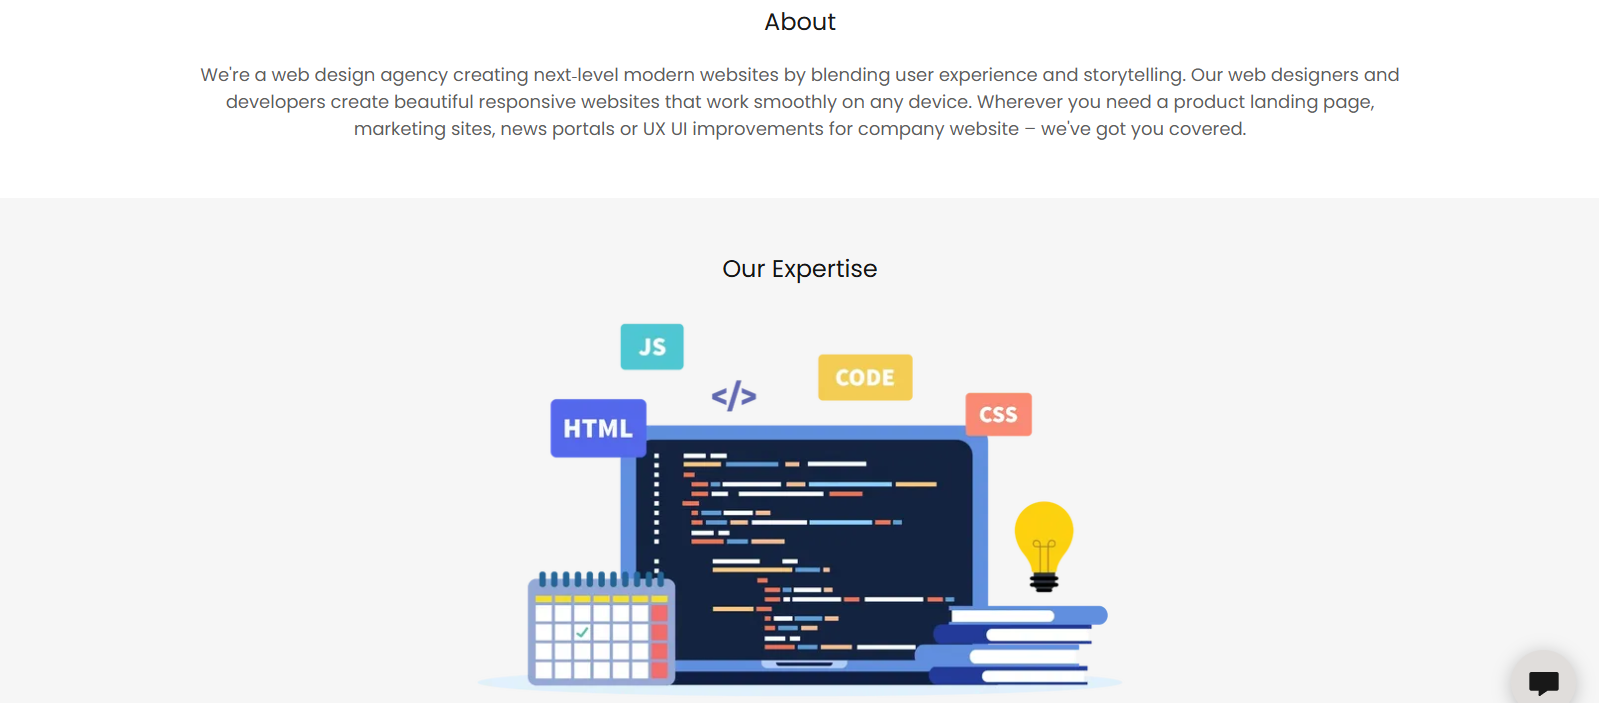 About
We're a web design agency creating next-level modern websites by blending user experience and storytelling. Our web designers and
developers create beautiful responsive websites that work smoothly on any device. Wherever you need a product landing page,
marketing sites, news portals or UX UI improvements for company website – we've got you covered.
Our Expertise
JS
CODE
</>
CSS
HTML